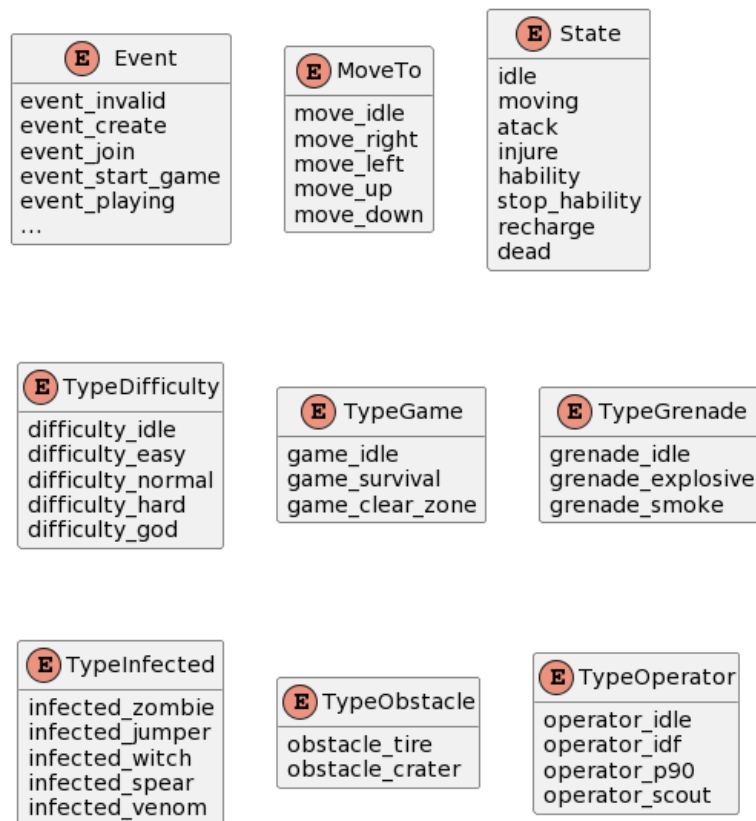 E Event
event_invalid
event_create
event_join
event_start_game
event_playing
...
E MoveTo
move_idle
move_right
move_left
move_up
move_down
E State
idle
moving
atack
injure
hability
stop_hability
recharge
dead
E TypeDifficulty
difficulty_idle
difficulty_easy
difficulty_normal
difficulty_hard
difficulty_god
E TypeGame
game_idle
game_survival
game_clear_zone
E TypeGrenade
grenade_idle
grenade_explosive
grenade_smoke
E TypeInfected
infected_zombie
infected_jumper
infected_witch
infected_spear
infected_venom
E TypeObstacle
obstacle_tire
obstacle_crater
E TypeOperator
operator_idle
operator_idf
operator_p90
operator_scout